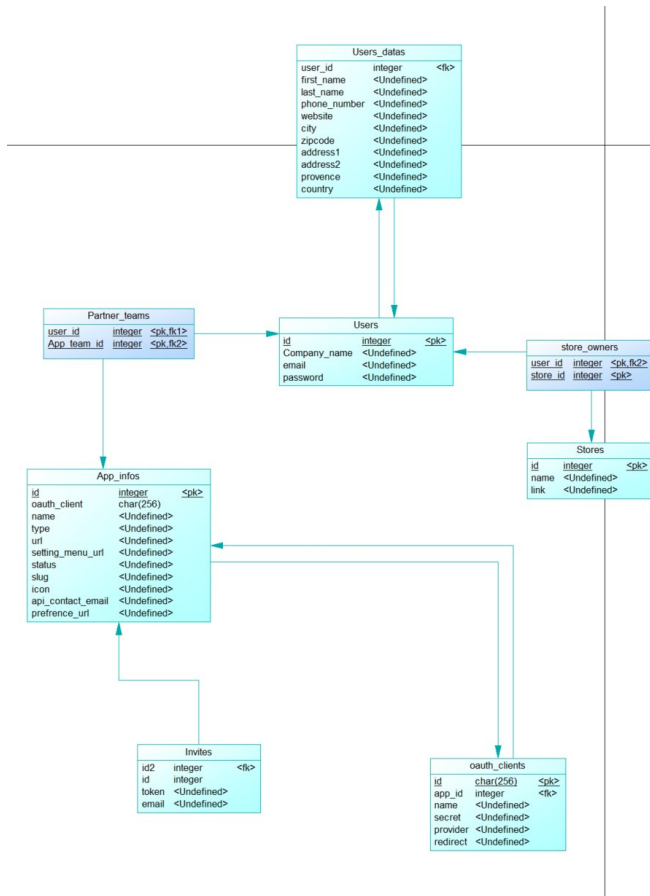 Users_datas
user_id integer <fk>
first_name <Undefined>
last_name <Undefined>
phone_number <Undefined>
website <Undefined>
city <Undefined>
zipcode <Undefined>
address1 <Undefined>
address2 <Undefined>
provence <Undefined>
country <Undefined>
Partner_teams
user_id integer <pk,fk1>
App_team_id integer <pk,fk2>
Users
id integer <pk>
Company_name <Undefined>
email <Undefined>
password <Undefined>
store_owners
user_id integer <pk,fk2>
store_id integer <pk>
Stores
id integer <pk>
name <Undefined>
link <Undefined>
App_infos
id integer <pk>
oauth_client char(256)
name <Undefined>
type <Undefined>
url <Undefined>
setting_menu_url <Undefined>
status <Undefined>
slug <Undefined>
icon <Undefined>
api_contact_email <Undefined>
prefrence_url <Undefined>
Invites
id2 integer <fk>
id integer
token <Undefined>
email <Undefined>
oauth_clients
id char(256) <pk>
app_id integer <fk>
name <Undefined>
secret <Undefined>
provider <Undefined>
redirect <Undefined>